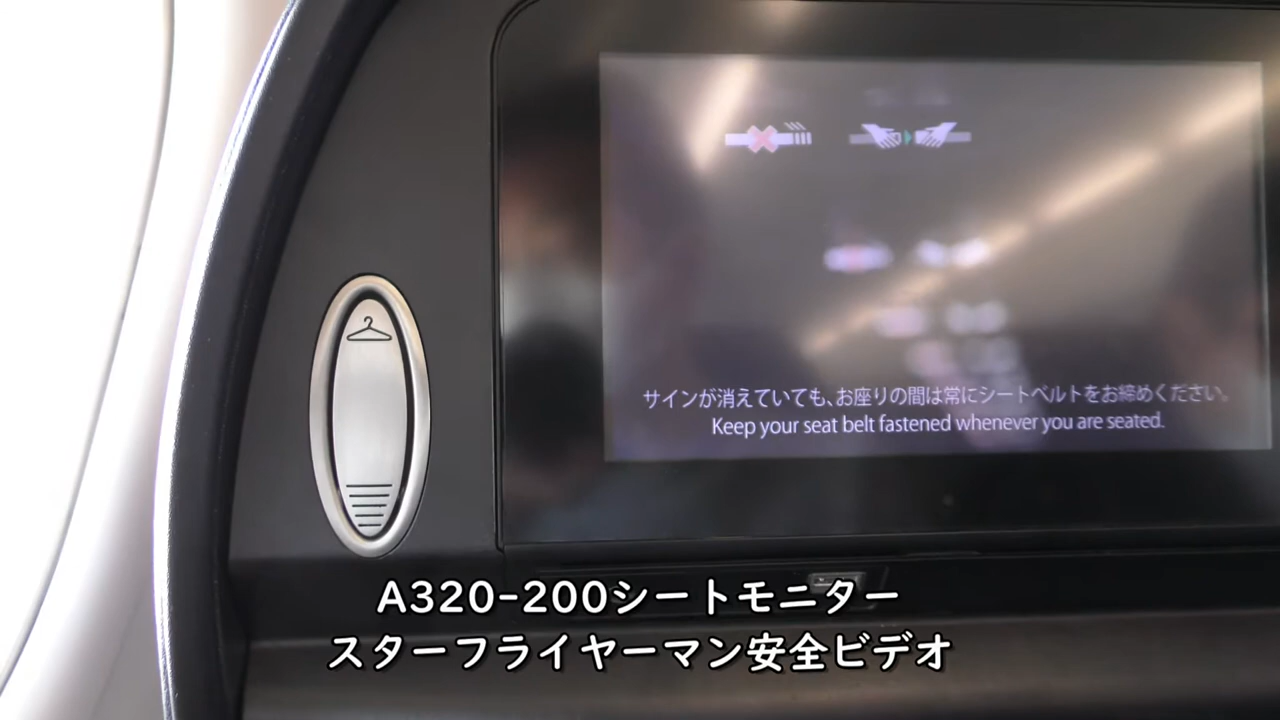 サインが消えていても、お座りの間は常にシートベルトをお締めください。
Keep your seat belt fastened whenever you are seated.
A320-200シートモニター
スターフライヤーマン安全ビデオ